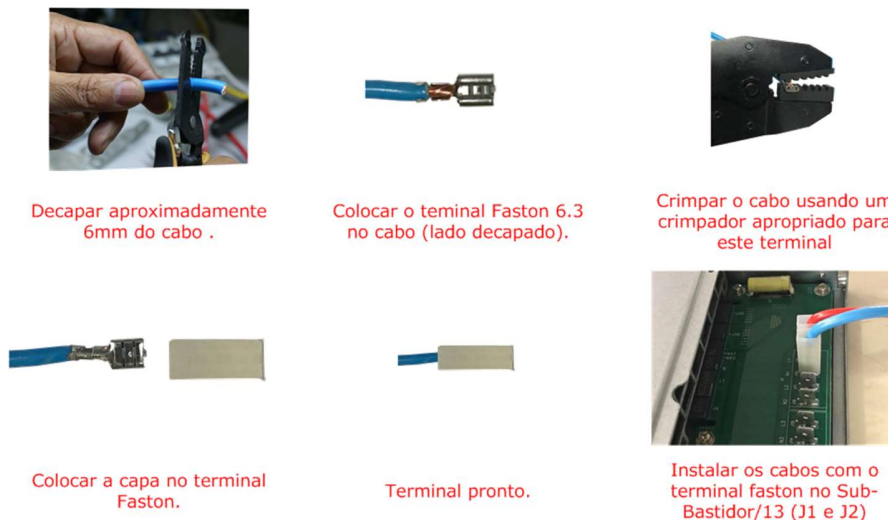 Decapar aproximadamente
6mm do cabo .
Colocar o teminal Faston 6.3
no cabo (lado decapado).
Crimpar o cabo usando um
crimpador apropriado para
este terminal
Colocar a capa no terminal
Faston.
Terminal pronto.
Instalar os cabos com o
terminal faston no Sub-
Bastidor/13 (J1 e J2)